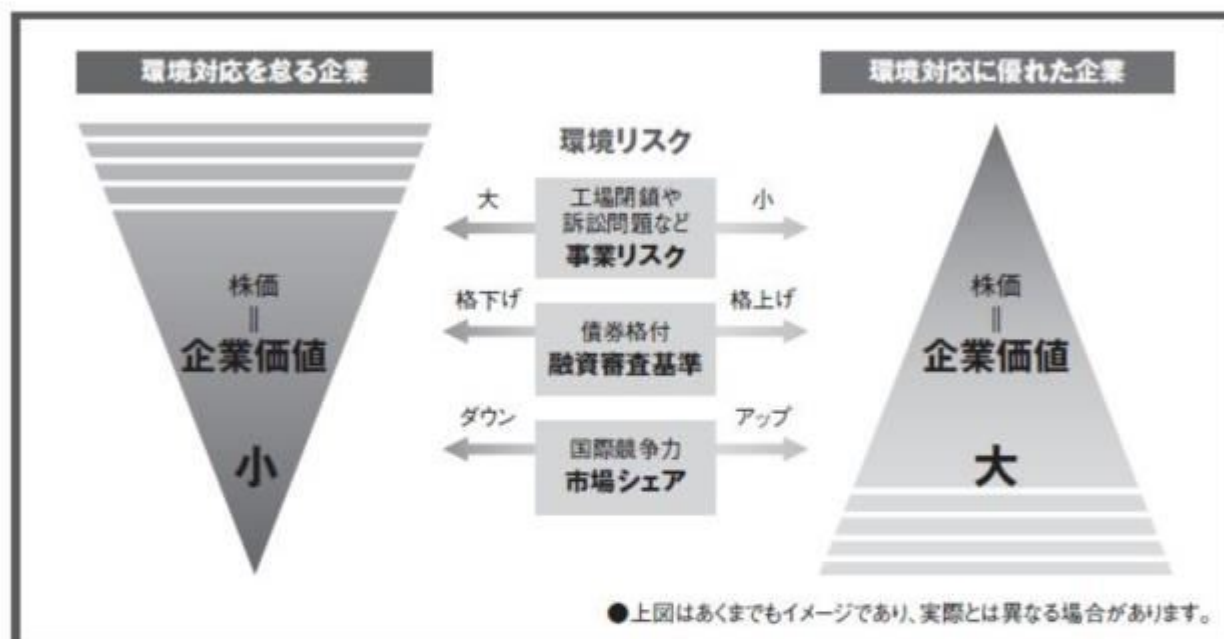 環境対応を怠る企業
環境対応に優れた企業
環境リスク
大
工場閉鎖や
訴訟問題など
事業リスク
小
格下げ
債券格付
融資審査基準
格上げ
ダウン
国際競争力
市場シェア
アップ
株価
||
企業価値
小
株価
||
企業価値
大
●上図はあくまでもイメージであり、実際とは異なる場合があります。